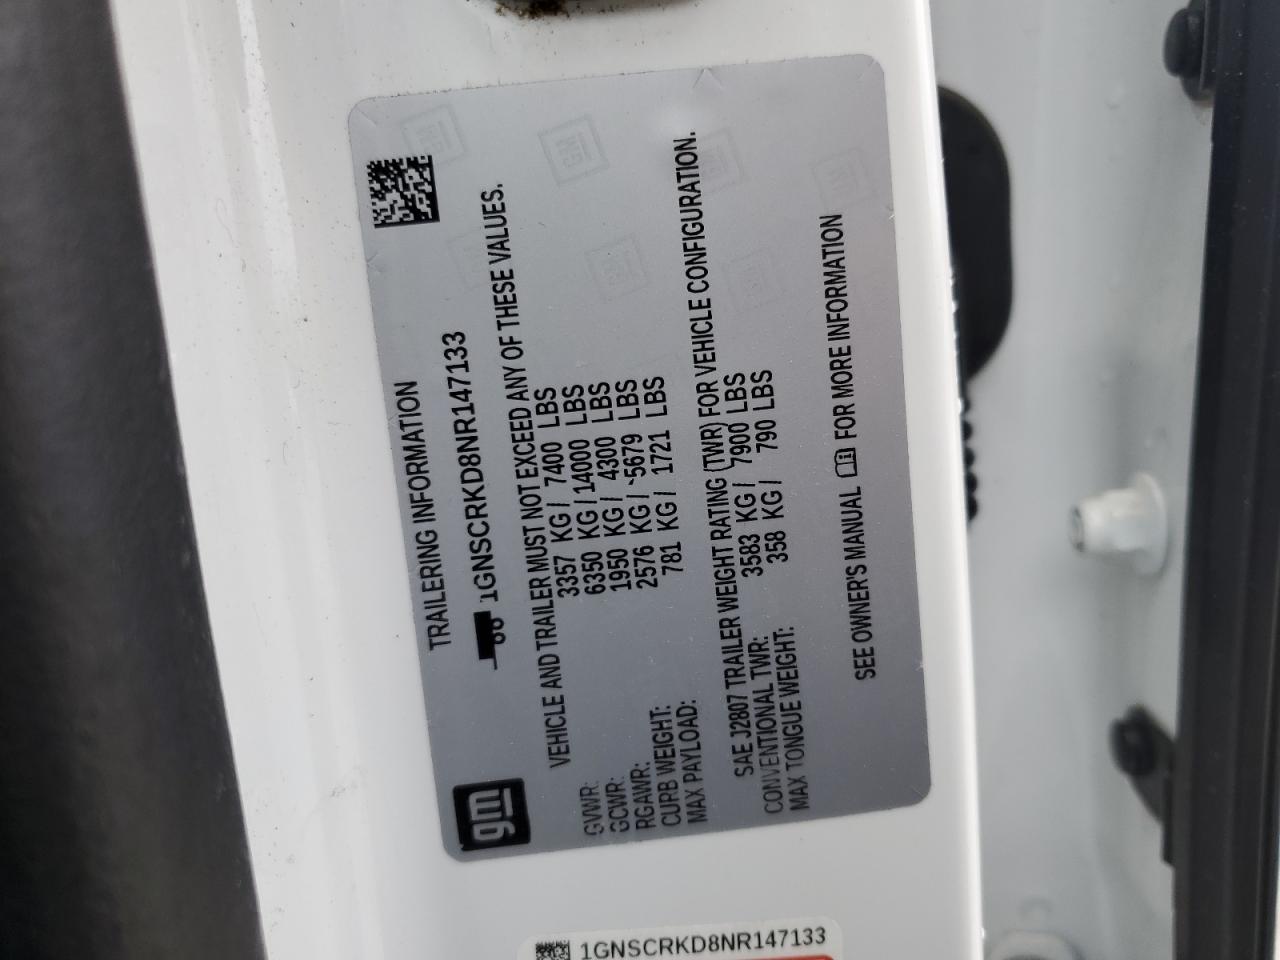 TRAILERING INFORMATION
1GNSCRKD8NR147133
VEHICLE AND TRAILER MUST NOT EXCEED ANY OF THESE VALUES.
GVWR: 3357 KG / 7400 LBS
GCWR: 6350 KG / 14000 LBS
RGAWR: 1950 KG / 4300 LBS
CURB WEIGHT: 2576 KG / 5679 LBS
MAX PAYLOAD: 781 KG / 1721 LBS
SAE J2807 TRAILER WEIGHT RATING (TWR) FOR VEHICLE CONFIGURATION.
CONVENTIONAL TWR: 3583 KG / 7900 LBS
MAX TONGUE WEIGHT: 358 KG / 790 LBS
SEE OWNER'S MANUAL FOR MORE INFORMATION
gm
1GNSCRKD8NR147133